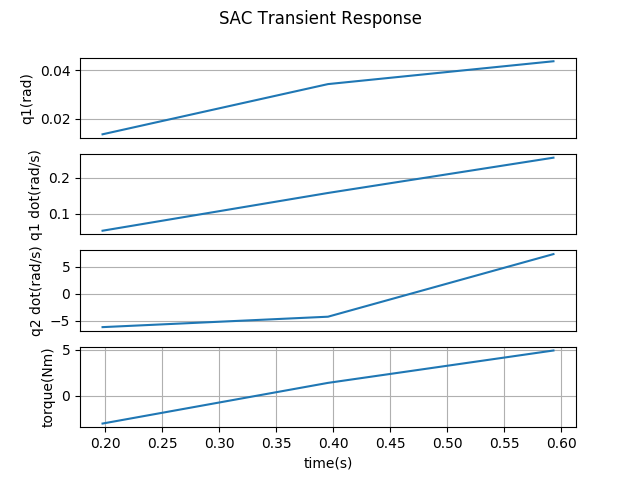 SAC Transient Response
q1(rad)
0.04
0.02
q1 dot(rad/s)
0.2
0.1
q2 dot(rad/s)
5
0
−5
torque(Nm)
5
0
0.20 0.25 0.30 0.35 0.40 0.45 0.50 0.55 0.60
time(s)